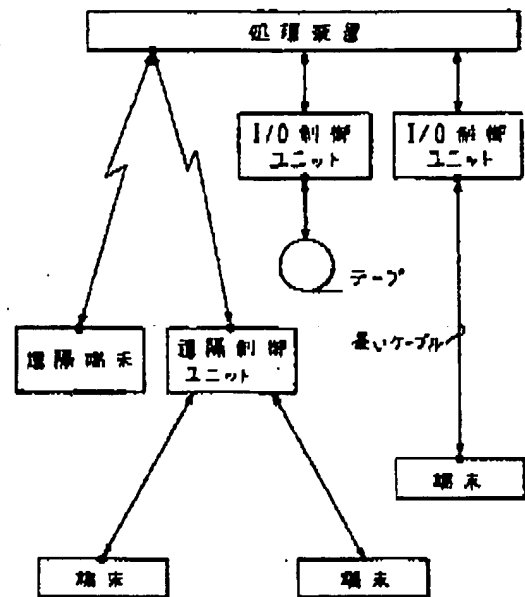 処理装置
I/O 制御
ユニット
I/O 制御
ユニット
テープ
長いケーブル
遠隔端末
遠隔制御
ユニット
端末
端末
端末